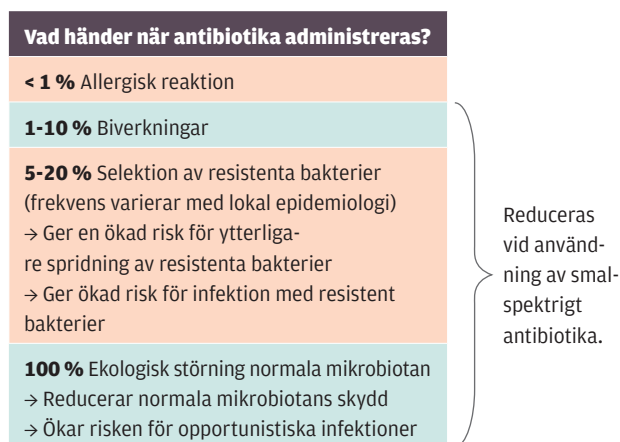 Vad händer när antibiotika administreras?
< 1 % Allergisk reaktion
1-10 % Biverkningar
5-20 % Selektion av resistenta bakterier
(frekvens varierar med lokal epidemiologi)
→ Ger en ökad risk för ytterliga-
re spridning av resistenta bakterier
→ Ger ökad risk för infektion med resistent
bakterier
100 % Ekologisk störning normala mikrobiotan
→ Reducerar normala mikrobiotans skydd
→ Ökar risken för opportunistiska infektioner
Reduceras
vid använd-
ning av smal-
spektrigt
antibiotika.